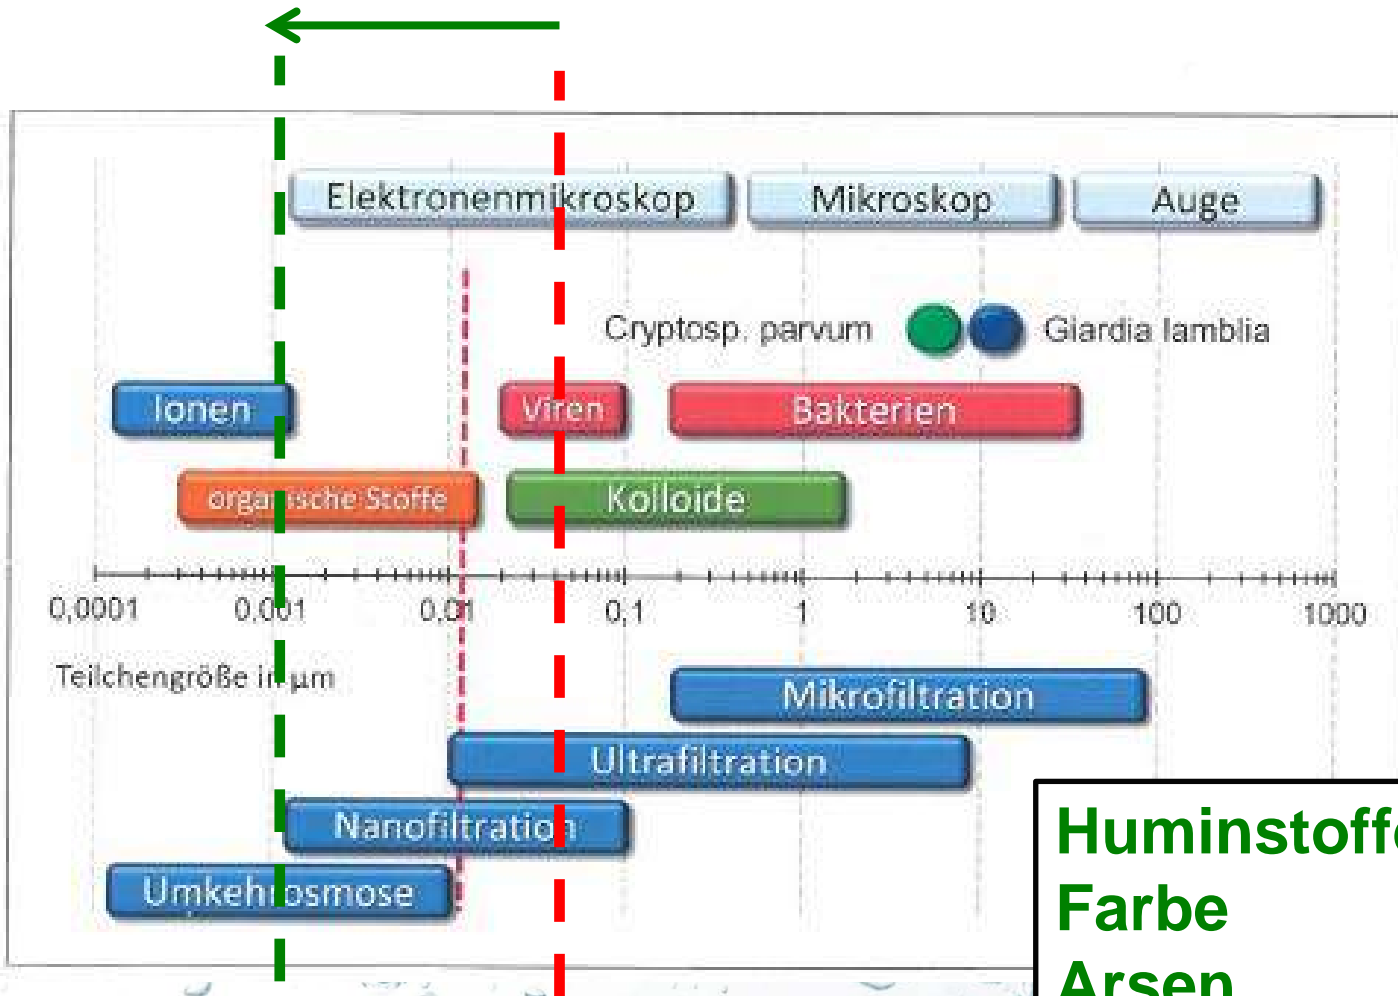 Elektronenmikroskop Mikroskop Auge
Cryptosp. parvum Giardia lamblia
Ionen Viren Bakterien
organische Stoffe Kolloide
0,0001 0,001 0,01 0,1 1 10 100 1000
Teilchengröße in µm
Mikrofiltration
Ultrafiltration
Nanofiltration
Umkehrosmose
Huminstoffe
Farbe
Arsen